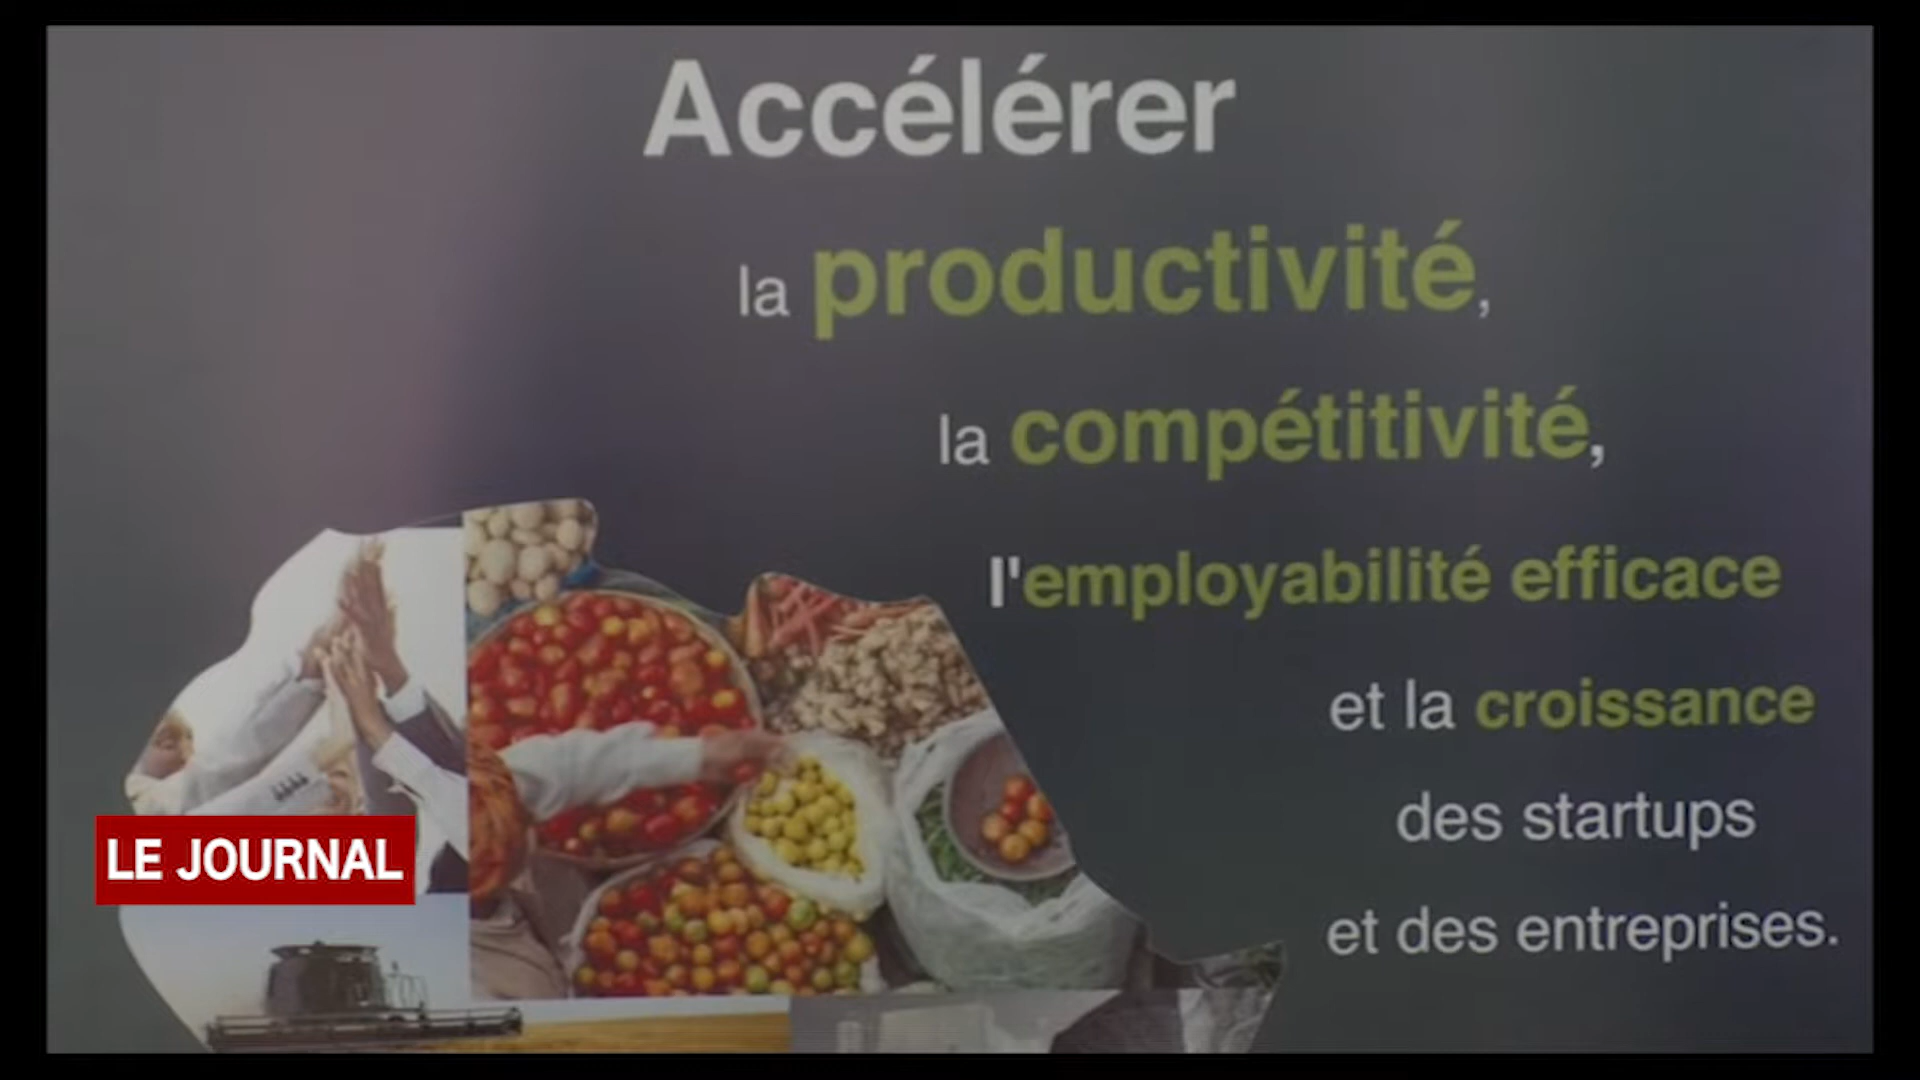 Accélérer
la productivité,
la compétitivité,
l'employabilité efficace
et la croissance
des startups
et des entreprises.
LE JOURNAL